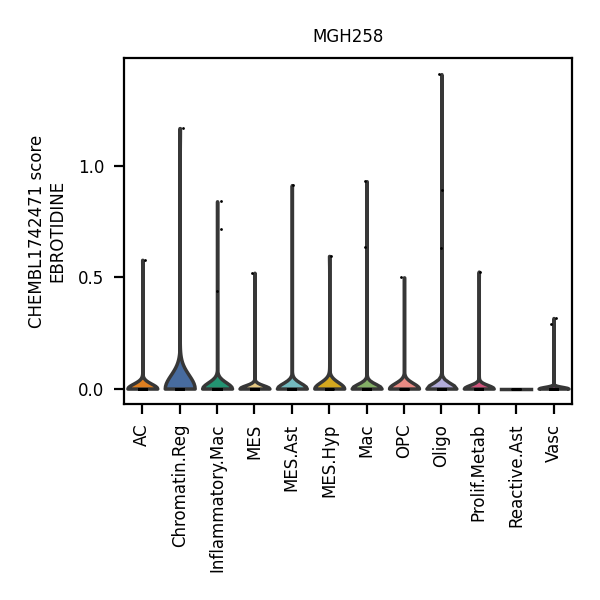 MGH258
CHEMBL1742471 score
EBROTIDINE
1.0
0.5
0.0
AC
Chromatin.Reg
Inflammatory.Mac
MES
MES.Ast
MES.Hyp
Mac
OPC
Oligo
Prolif.Metab
Reactive.Ast
Vasc